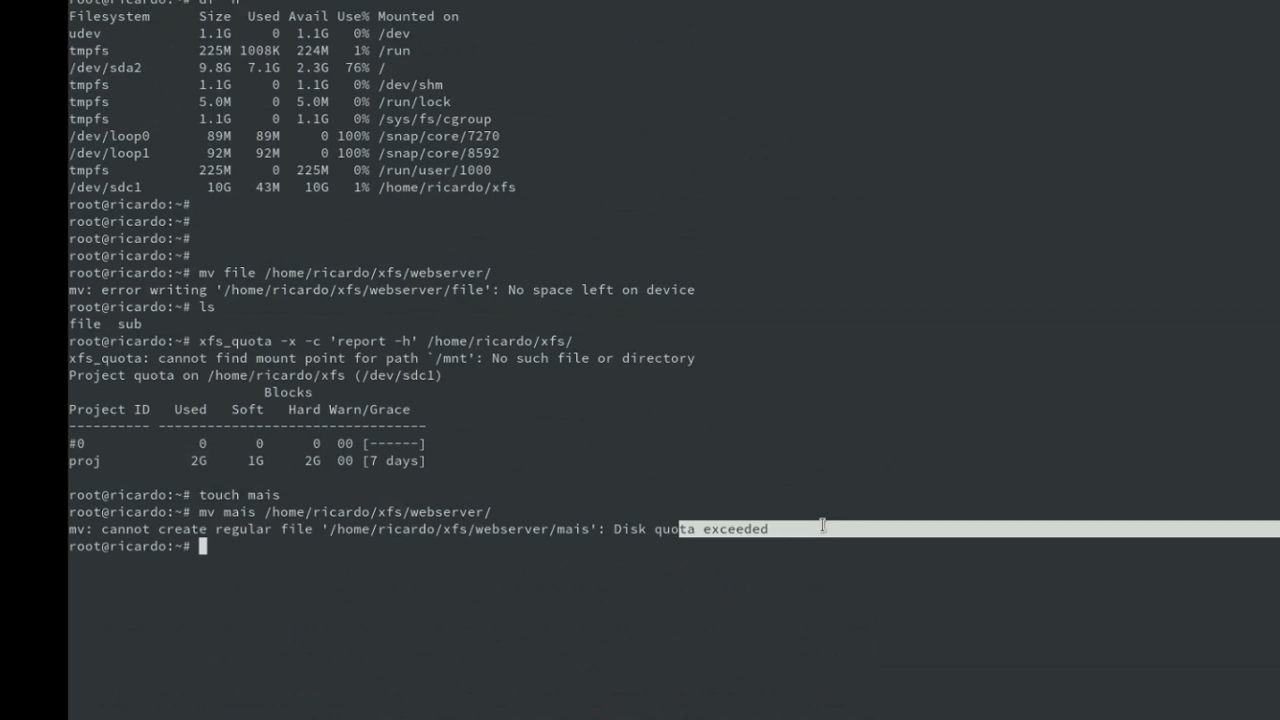 Filesystem      Size  Used Avail Use% Mounted on
udev            1.1G     0  1.1G   0% /dev
tmpfs           225M 1008K  224M   1% /run
/dev/sda2       9.8G  7.1G  2.3G  76% /
tmpfs           1.1G     0  1.1G   0% /dev/shm
tmpfs           5.0M     0  5.0M   0% /run/lock
tmpfs           1.1G     0  1.1G   0% /sys/fs/cgroup
/dev/loop0       89M   89M     0 100% /snap/core/7270
/dev/loop1       92M   92M     0 100% /snap/core/8592
tmpfs           225M     0  225M   0% /run/user/1000
/dev/sdc1        10G   43M   10G   1% /home/ricardo/xfs
root@ricardo:~#
root@ricardo:~#
root@ricardo:~#
root@ricardo:~#
root@ricardo:~# mv file /home/ricardo/xfs/webserver/
mv: error writing '/home/ricardo/xfs/webserver/file': No space left on device
root@ricardo:~# ls
file  sub
root@ricardo:~# xfs_quota -x -c 'report -h' /home/ricardo/xfs/
xfs_quota: cannot find mount point for path `/mnt': No such file or directory
Project quota on /home/ricardo/xfs (/dev/sdc1)
                        Blocks
Project ID   Used   Soft   Hard Warn/Grace
---------- ---------------------------------
#0              0      0      0  00 [------]
proj           2G     1G     2G  00 [7 days]
root@ricardo:~# touch mais
root@ricardo:~# mv mais /home/ricardo/xfs/webserver/
mv: cannot create regular file '/home/ricardo/xfs/webserver/mais': Disk quota exceeded
root@ricardo:~#